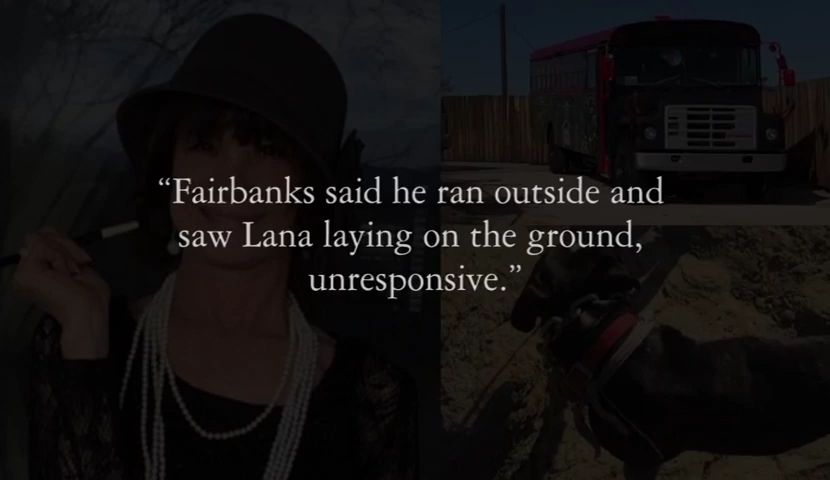 “Fairbanks said he ran outside and
saw Lana laying on the ground,
unresponsive.”